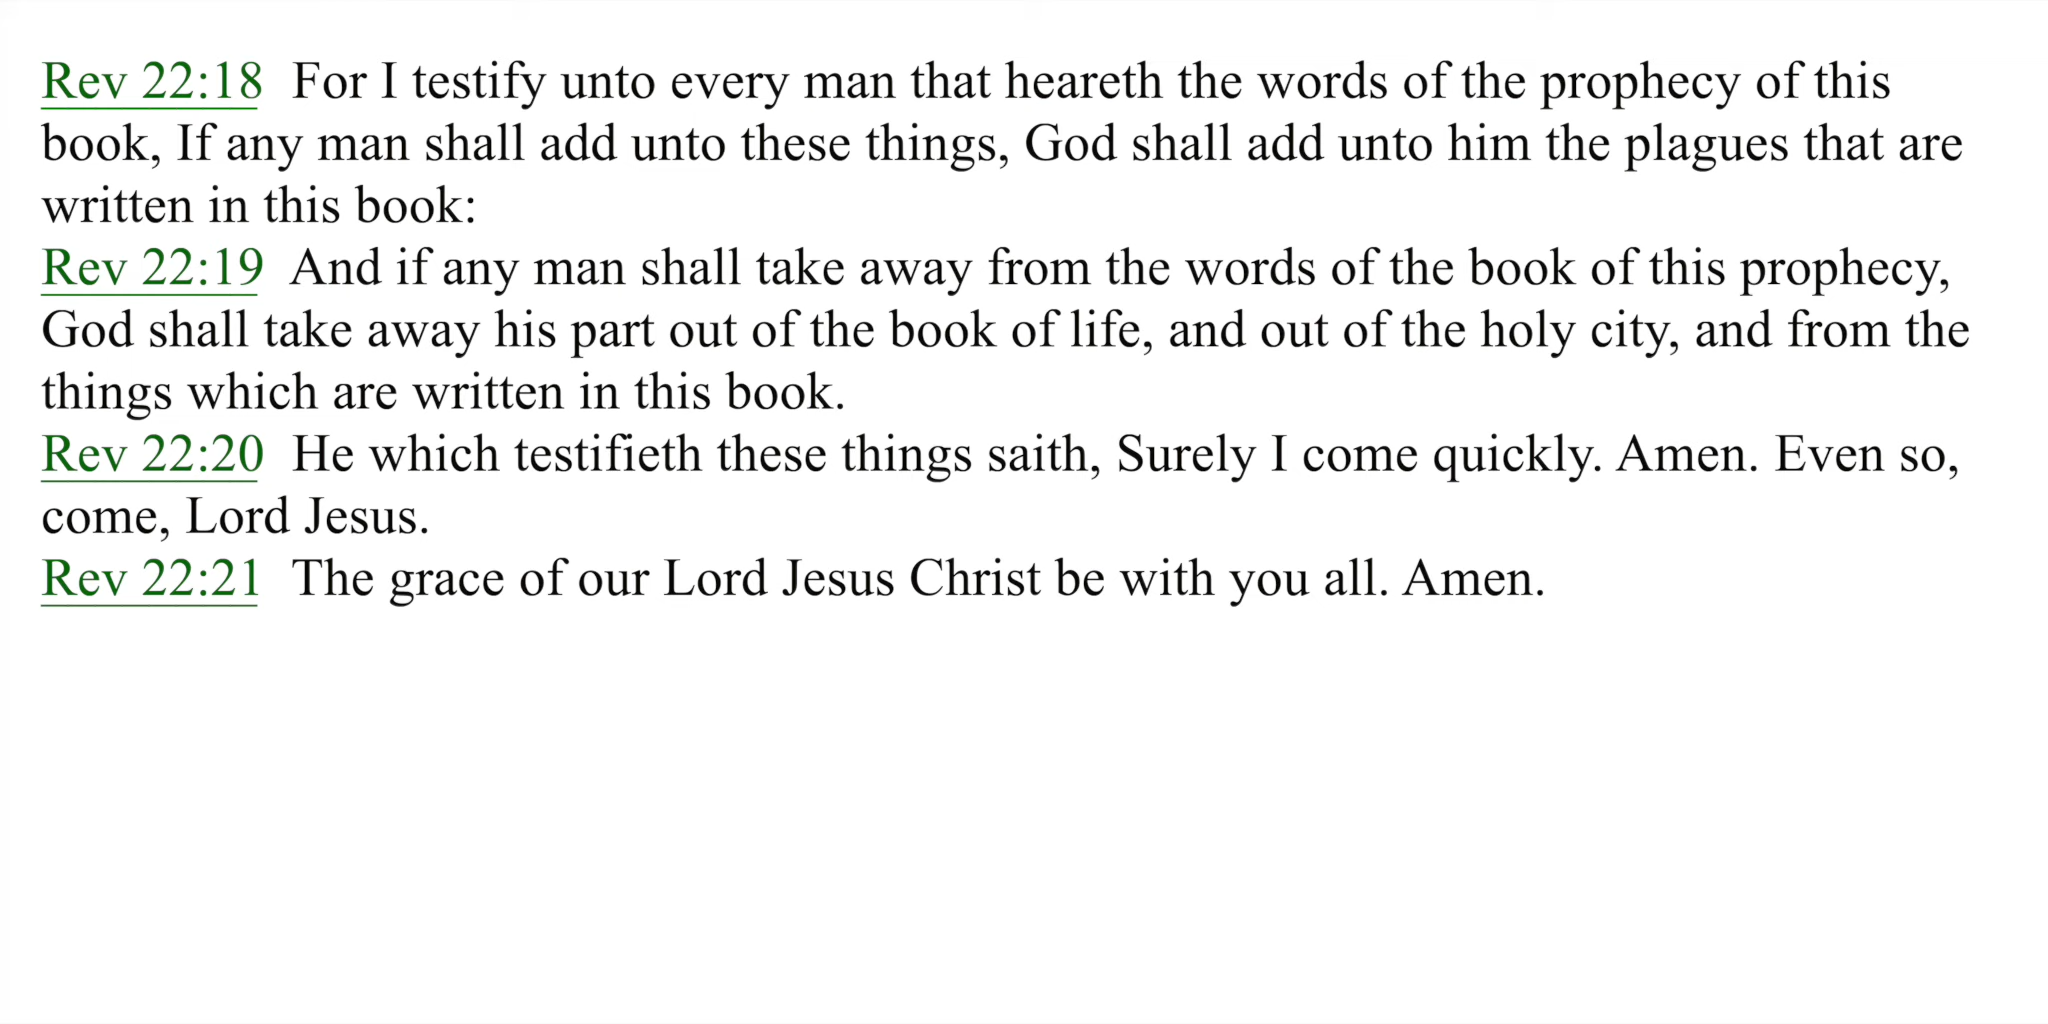 Rev 22:18 For I testify unto every man that heareth the words of the prophecy of this
book, If any man shall add unto these things, God shall add unto him the plagues that are
written in this book:
Rev 22:19 And if any man shall take away from the words of the book of this prophecy,
God shall take away his part out of the book of life, and out of the holy city, and from the
things which are written in this book.
Rev 22:20 He which testifieth these things saith, Surely I come quickly. Amen. Even so,
come, Lord Jesus.
Rev 22:21 The grace of our Lord Jesus Christ be with you all. Amen.